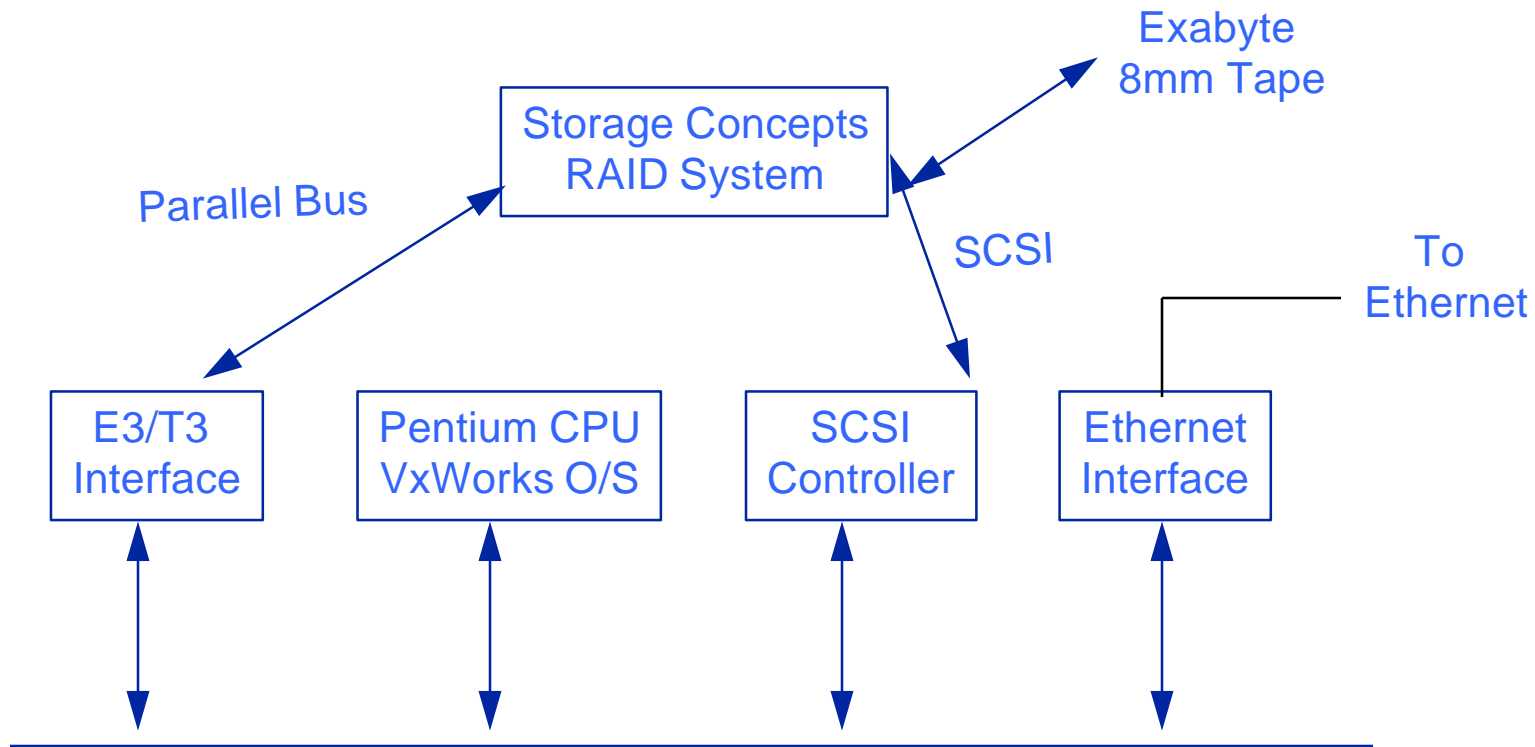 Exabyte
8mm Tape
Storage Concepts
RAID System
Parallel Bus
SCSI
To
Ethernet
E3/T3
Interface
Pentium CPU
VxWorks O/S
SCSI
Controller
Ethernet
Interface